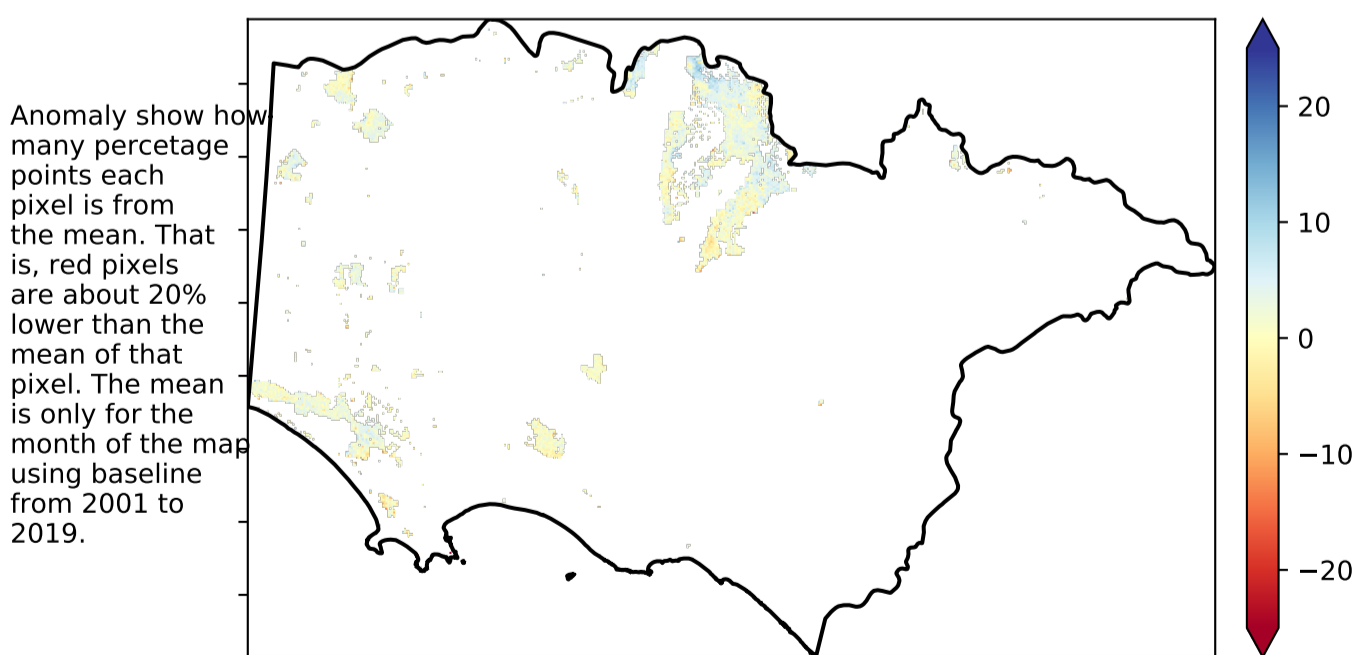 Anomaly show how
many percetage
points each
pixel is from
the mean. That
is, red pixels
are about 20%
lower than the
mean of that
pixel. The mean
is only for the
month of the map
using baseline
from 2001 to
2019.
20
10
0
−10
−20